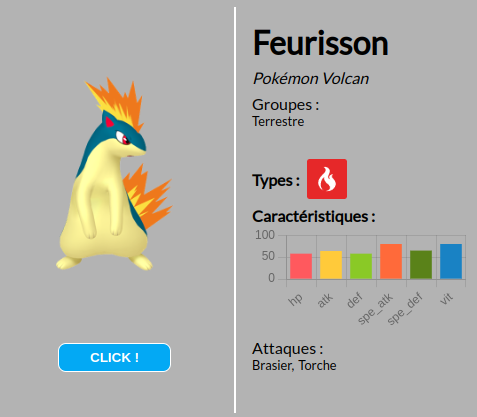 Feurisson
Pokémon Volcan
Groupes :
Terrestre
Types :
Caractéristiques :
100
50
0
hp
atk
def
spe_atk
spe_def
vit
CLICK !
Attaques :
Brasier, Torche